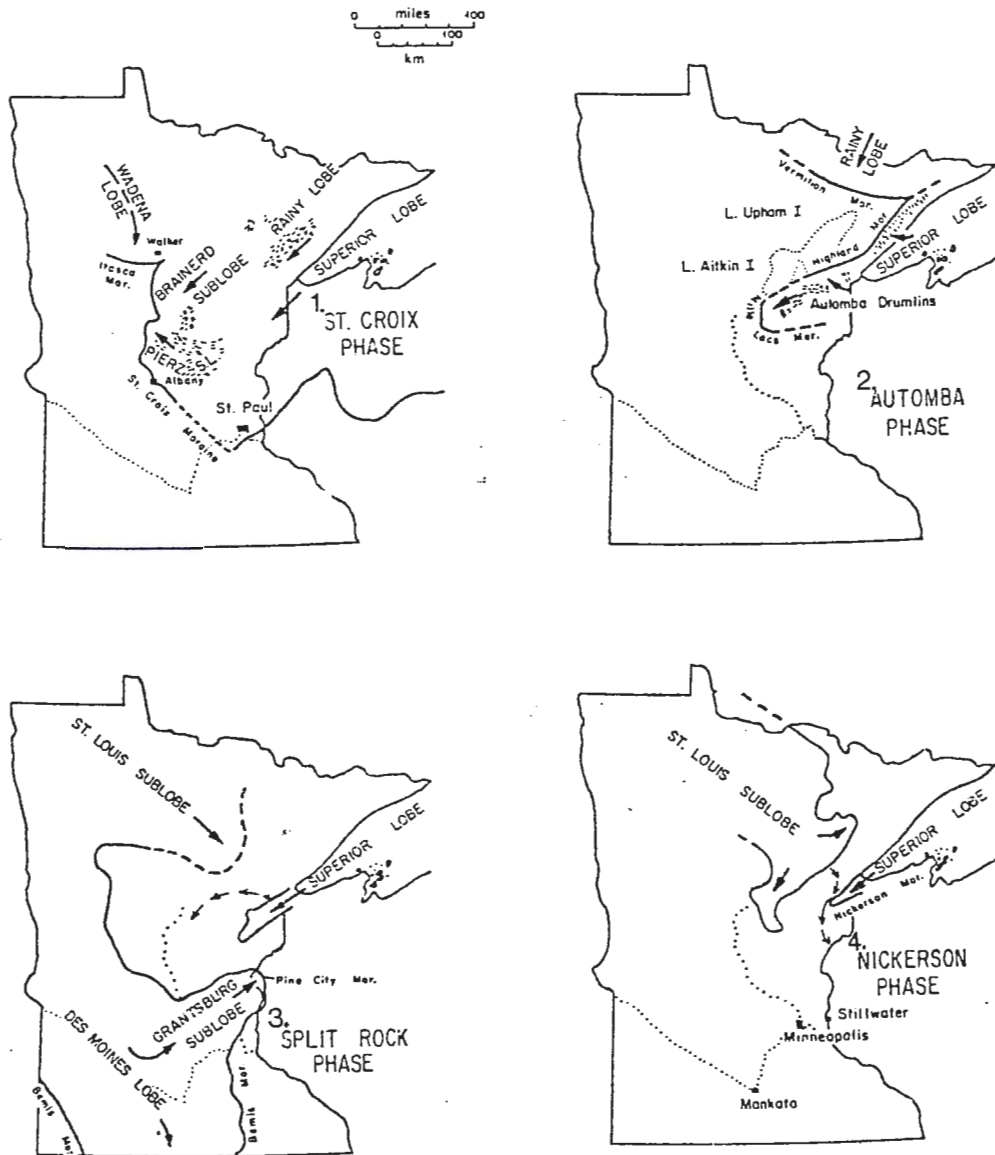 miles 400
0
0 100
km
WADENA
LOBE
Walker
Itasca
Mor.
BRAINERD
SUBLOBE
RAINY LOBE
SUPERIOR LOBE
PIERZ S.L.
Albany
St. Croix Moraine
St. Paul
1.
ST. CROIX
PHASE
RAINY
LOBE
Vermilion Mor.
L. Upham I
L. Aitkin I
Highland Mor.
SUPERIOR LOBE
Automba Drumlins
Mille
Lacs Mor.
2.
AUTOMBA
PHASE
ST. LOUIS
SUBLOBE
SUPERIOR LOBE
Pine City Mor.
GRANTSBURG
SUBLOBE
DES MOINES LOBE
Bemis
Mor.
Bemis Mor.
3.
SPLIT ROCK
PHASE
ST. LOUIS
SUBLOBE
SUPERIOR LOBE
Nickerson Mor.
4.
NICKERSON
PHASE
Stillwater
Minneapolis
Mankato